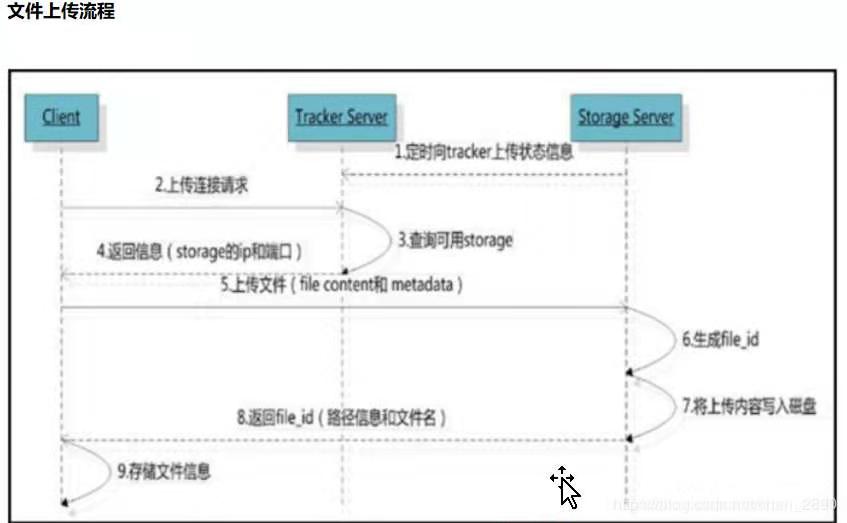 文件上传流程
Client
Tracker Server
Storage Server
1.定时向tracker上传状态信息
2.上传连接请求
3.查询可用storage
4.返回信息（storage的ip和端口）
5.上传文件（file content和 metadata）
6.生成file_id
7.将上传内容写入磁盘
8.返回file_id（路径信息和文件名）
9.存储文件信息